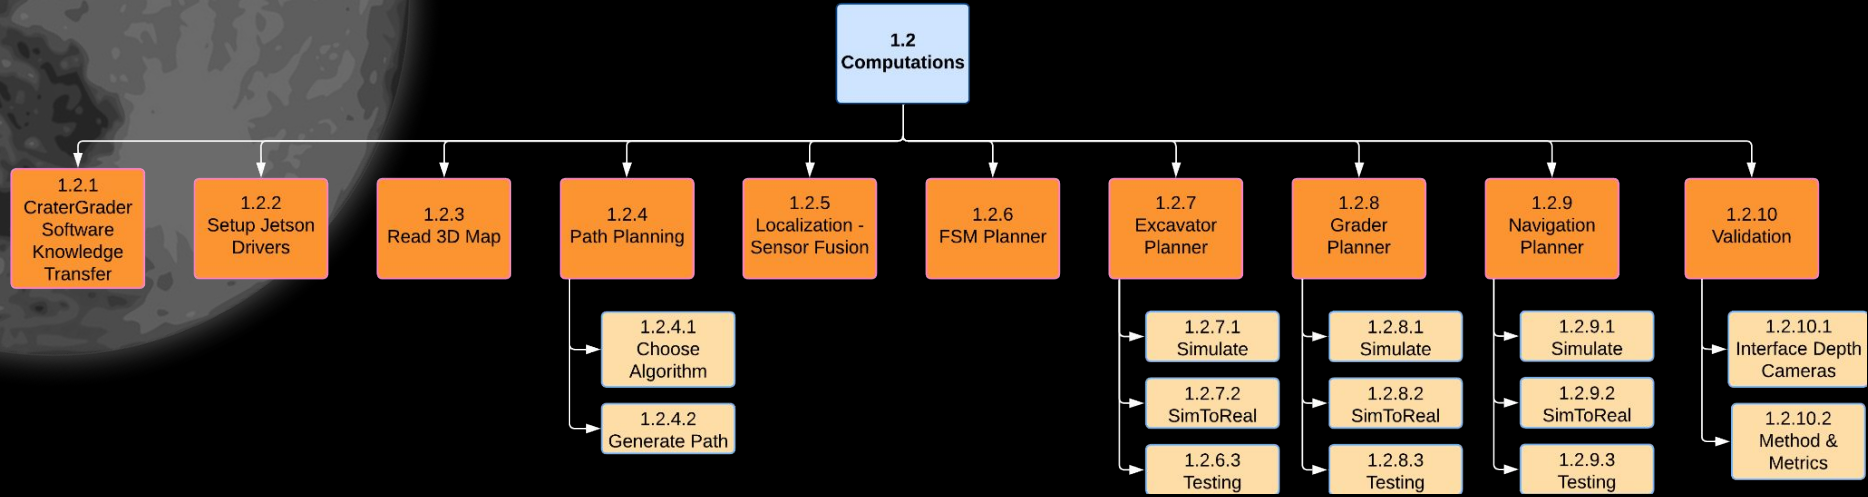 1.2
Computations
1.2.1
CraterGrader
Software
Knowledge
Transfer
1.2.2
Setup Jetson
Drivers
1.2.3
Read 3D Map
1.2.4
Path Planning
1.2.5
Localization -
Sensor Fusion
1.2.6
FSM Planner
1.2.7
Excavator
Planner
1.2.8
Grader
Planner
1.2.9
Navigation
Planner
1.2.10
Validation
1.2.4.1
Choose
Algorithm
1.2.4.2
Generate Path
1.2.7.1
Simulate
1.2.7.2
SimToReal
1.2.6.3
Testing
1.2.8.1
Simulate
1.2.8.2
SimToReal
1.2.8.3
Testing
1.2.9.1
Simulate
1.2.9.2
SimToReal
1.2.9.3
Testing
1.2.10.1
Interface Depth
Cameras
1.2.10.2
Method &
Metrics